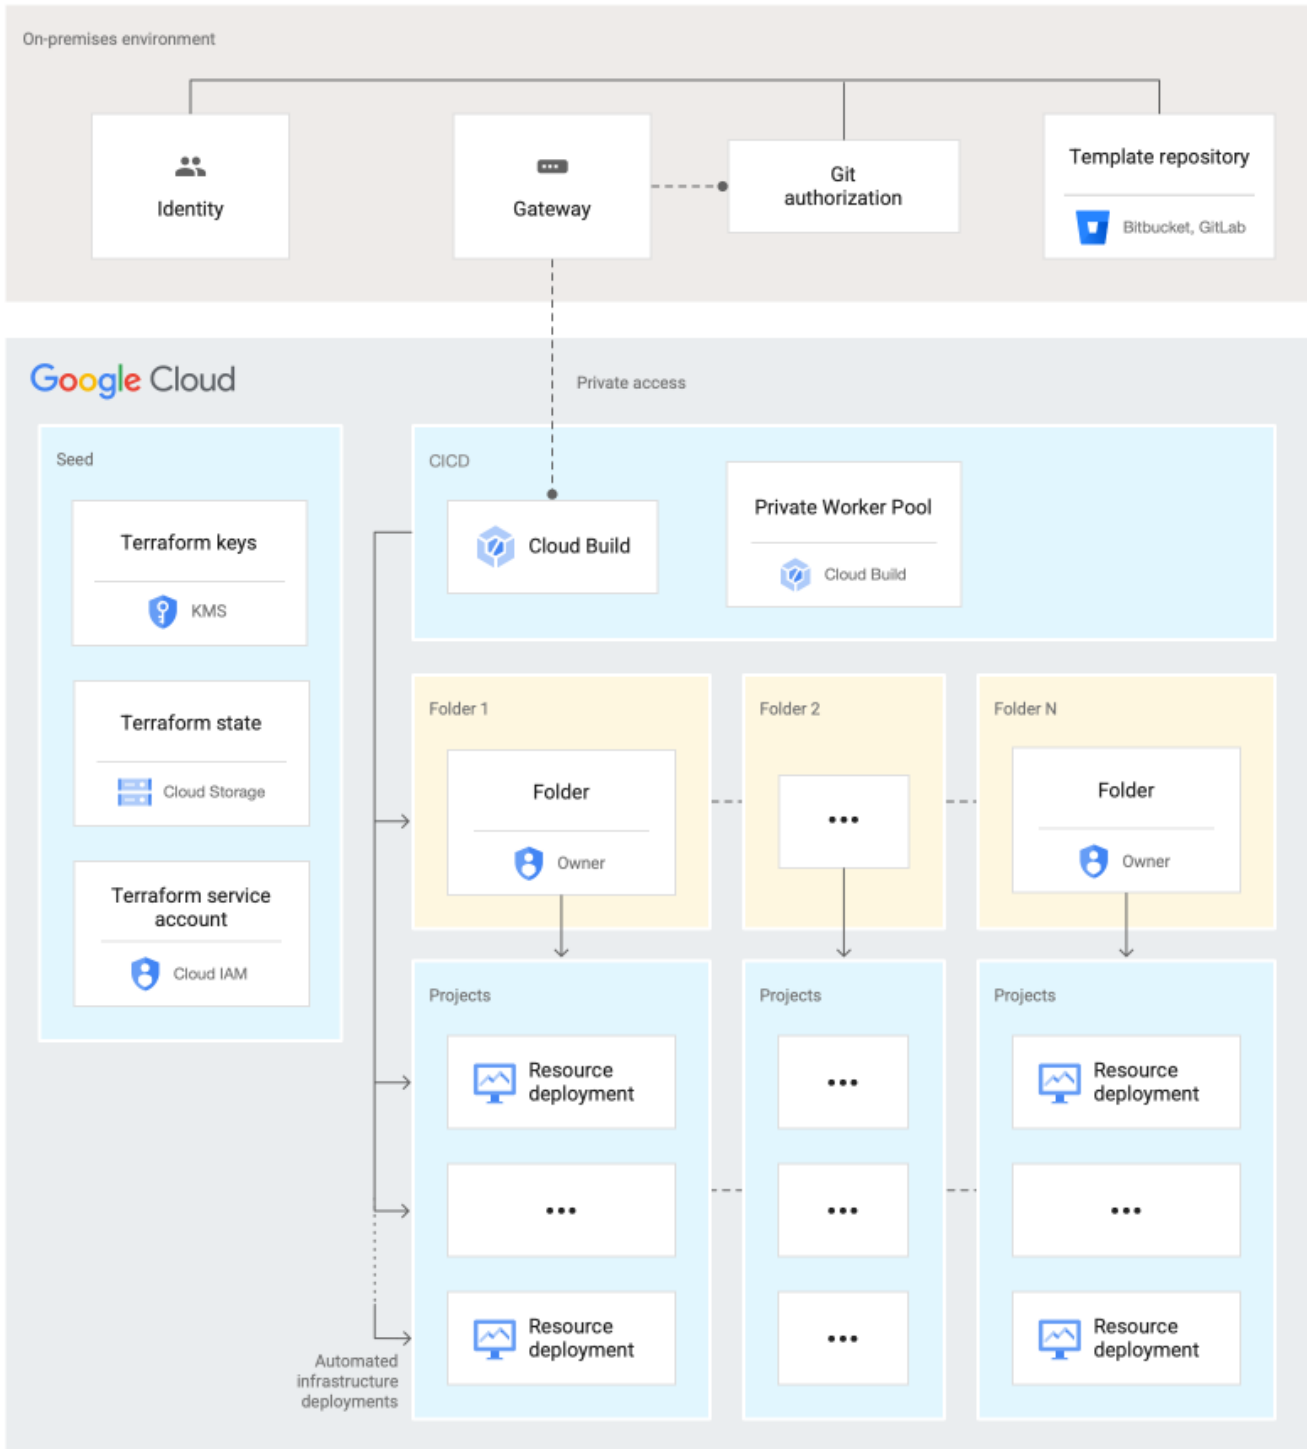 On-premises environment
Identity
Gateway
Git
authorization
Template repository
Bitbucket, GitLab
Google Cloud
Private access
Seed
Terraform keys
KMS
Terraform state
Cloud Storage
Terraform service
account
Cloud IAM
CICD
Cloud Build
Private Worker Pool
Cloud Build
Folder 1
Folder
Owner
Folder 2
•••
Folder N
Folder
Owner
Projects
Resource
deployment
•••
Resource
deployment
Projects
•••
•••
•••
Projects
Resource
deployment
•••
Resource
deployment
Automated
infrastructure
deployments